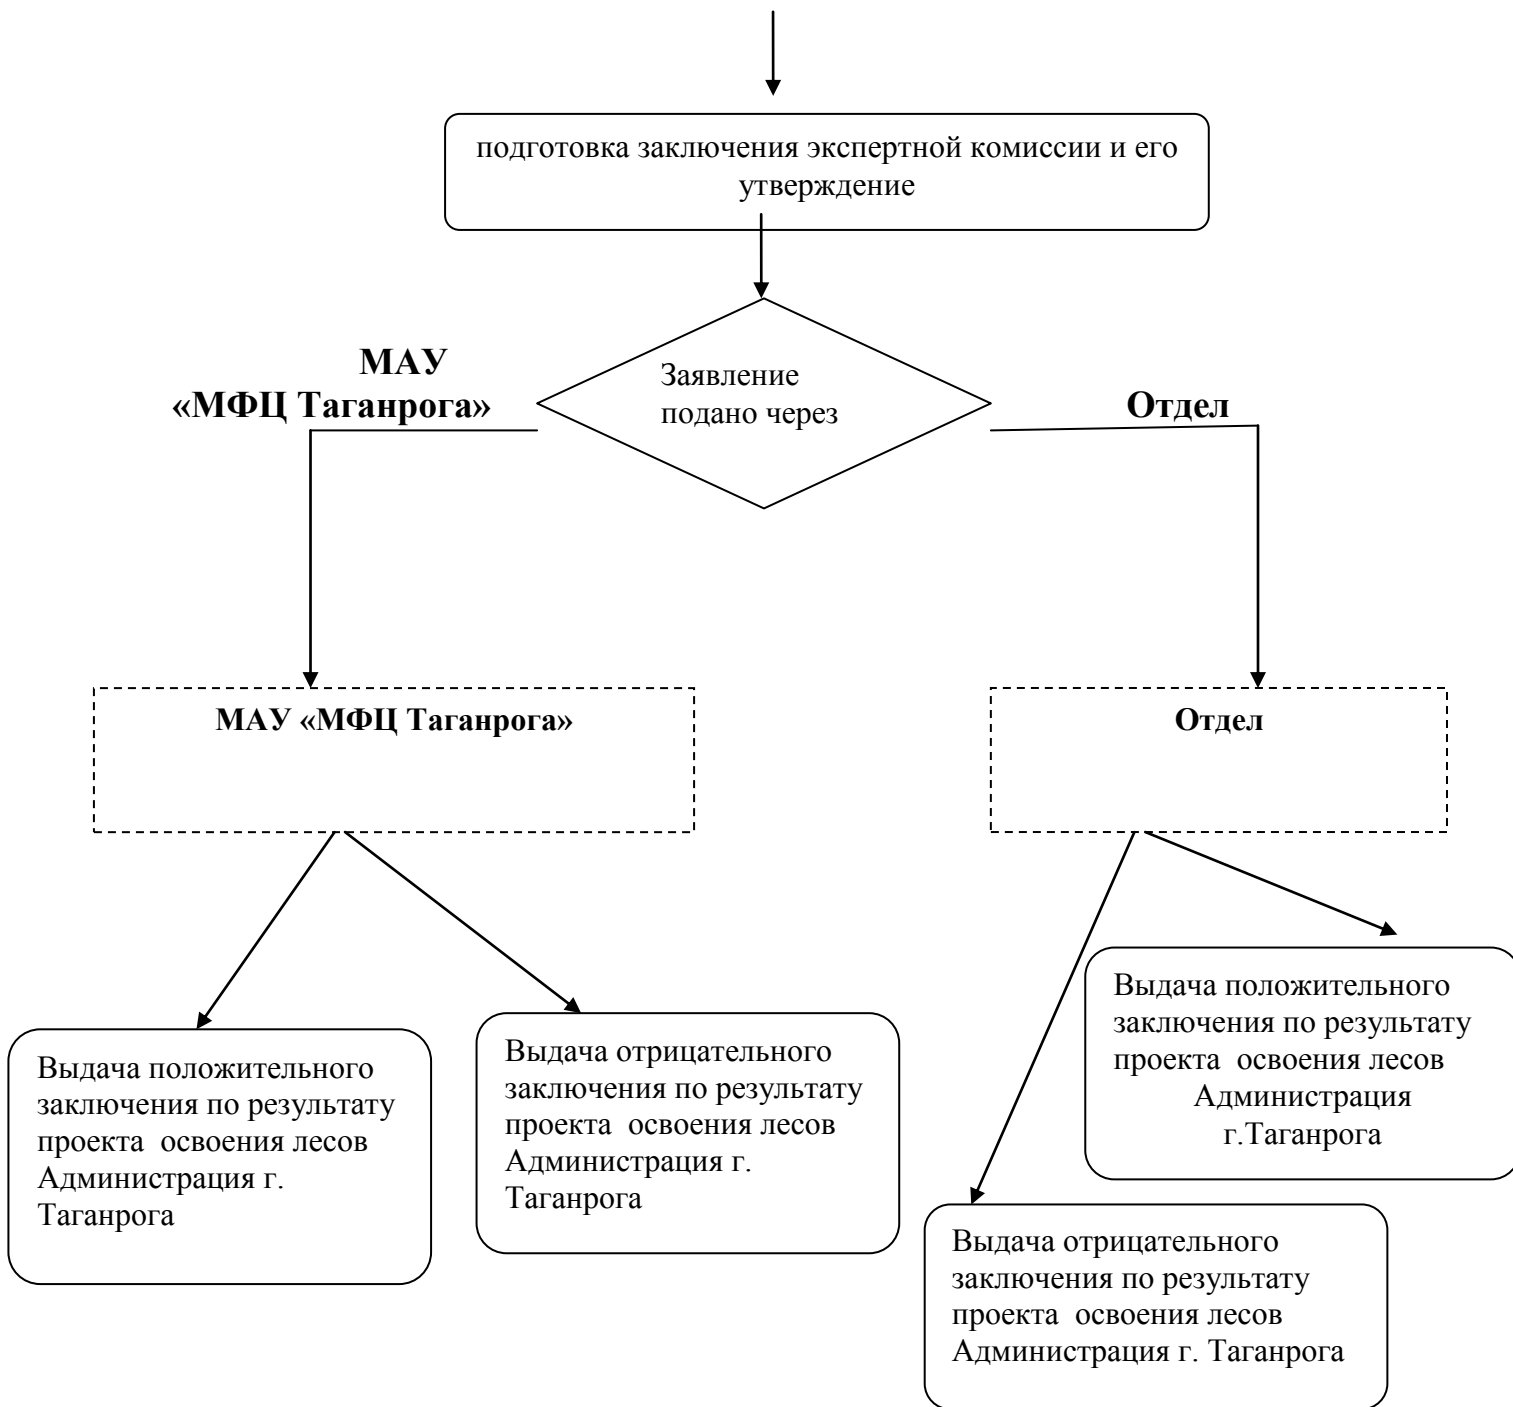 подготовка заключения экспертной комиссии и его
утверждение
МАУ
«МФЦ Таганрога»
Заявление
подано через
Отдел
МАУ «МФЦ Таганрога»
Отдел
Выдача положительного
заключения по результату
проекта  освоения лесов
Администрация г.
Таганрога
Выдача отрицательного
заключения по результату
проекта  освоения лесов
Администрация г.
Таганрога
Выдача положительного
заключения по результату
проекта  освоения лесов
Администрация
г.Таганрога
Выдача отрицательного
заключения по результату
проекта  освоения лесов
Администрация г. Таганрога